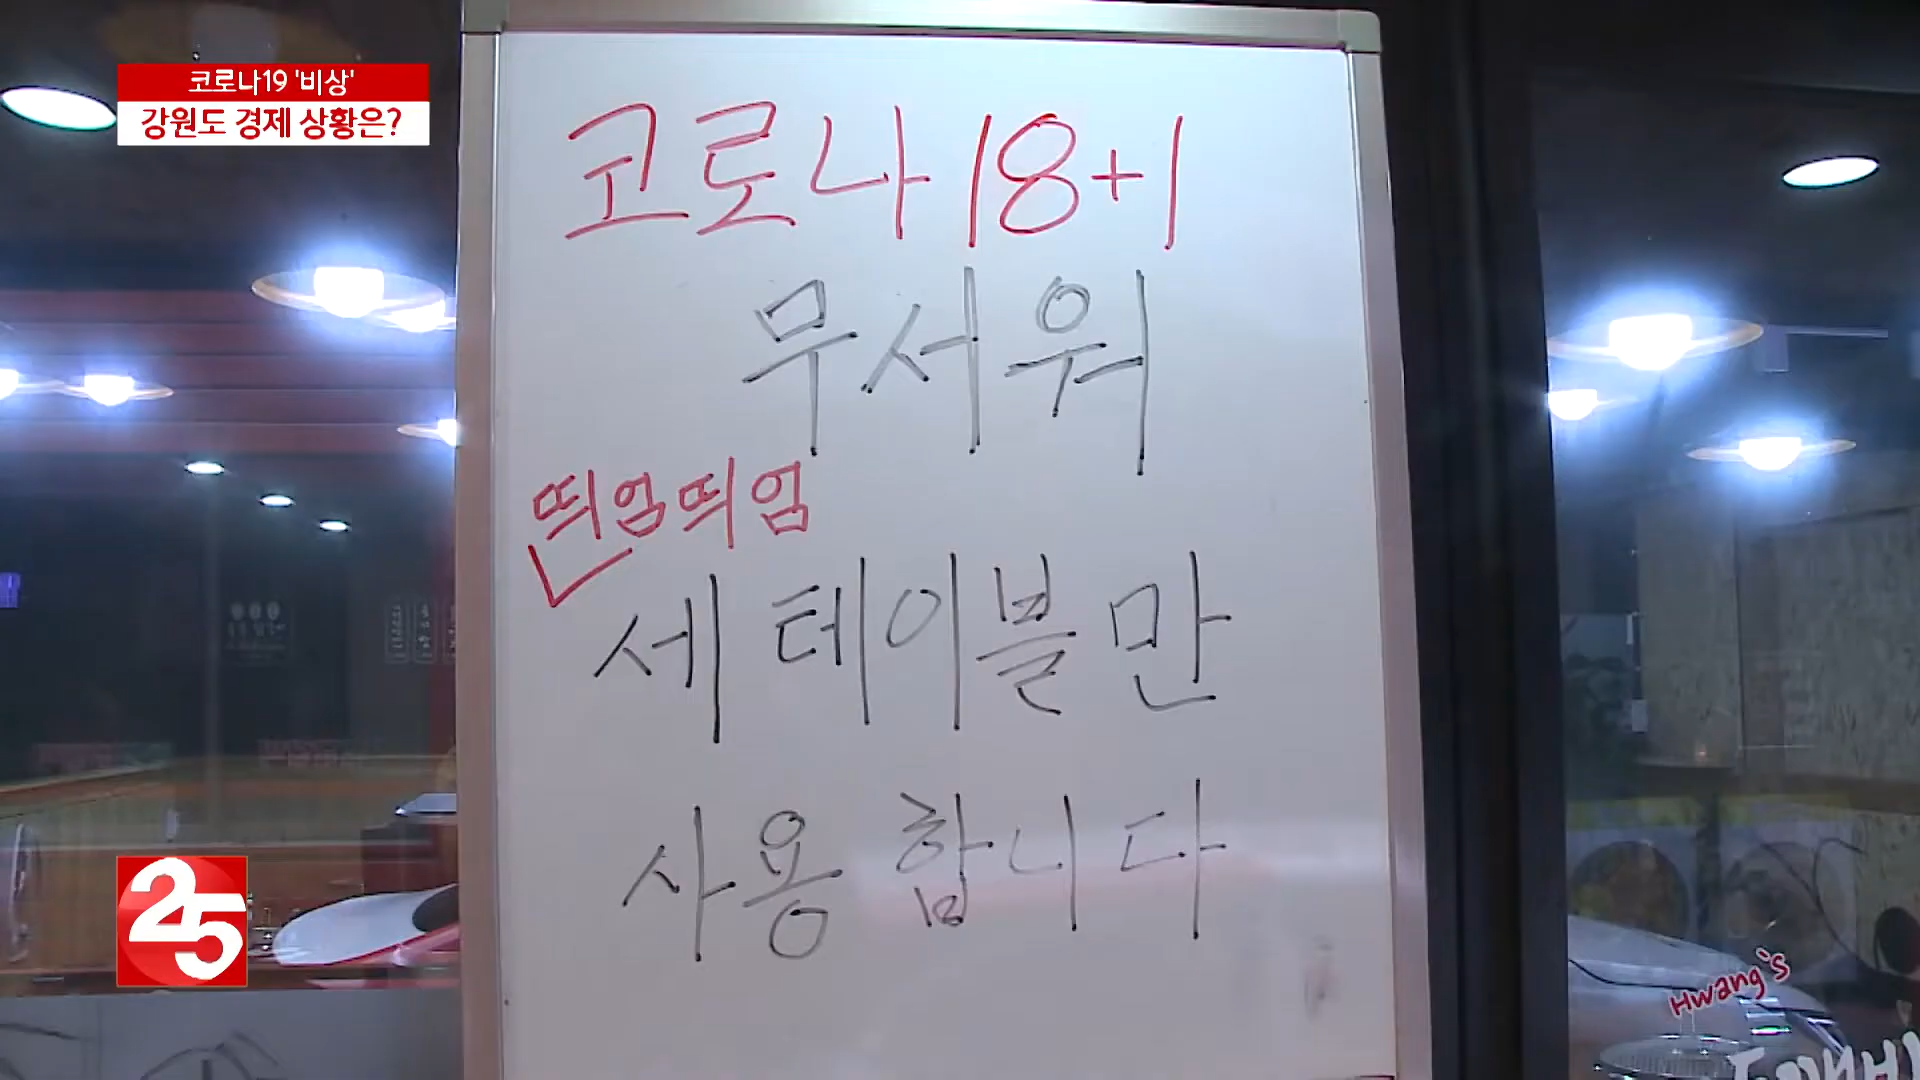 코로나19 '비상'
강원도 경제 상황은?
코로나 18+1
무서워
띄엄띄엄
세 테이블만
사용합니다
25
Hwang's